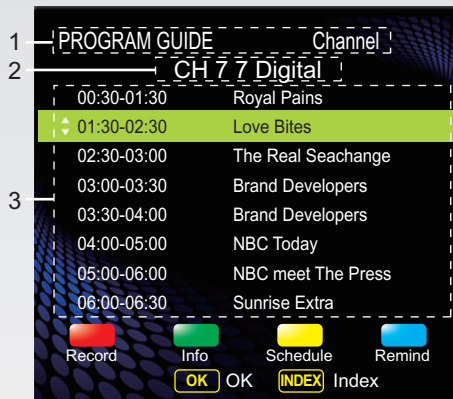 1 PROGRAM GUIDE Channel
2 CH 7 7 Digital
00:30-01:30 Royal Pains
01:30-02:30 Love Bites
02:30-03:00 The Real Seachange
3 03:00-03:30 Brand Developers
03:30-04:00 Brand Developers
04:00-05:00 NBC Today
05:00-06:00 NBC meet The Press
06:00-06:30 Sunrise Extra
Record Info Schedule Remind
OK OK INDEX Index